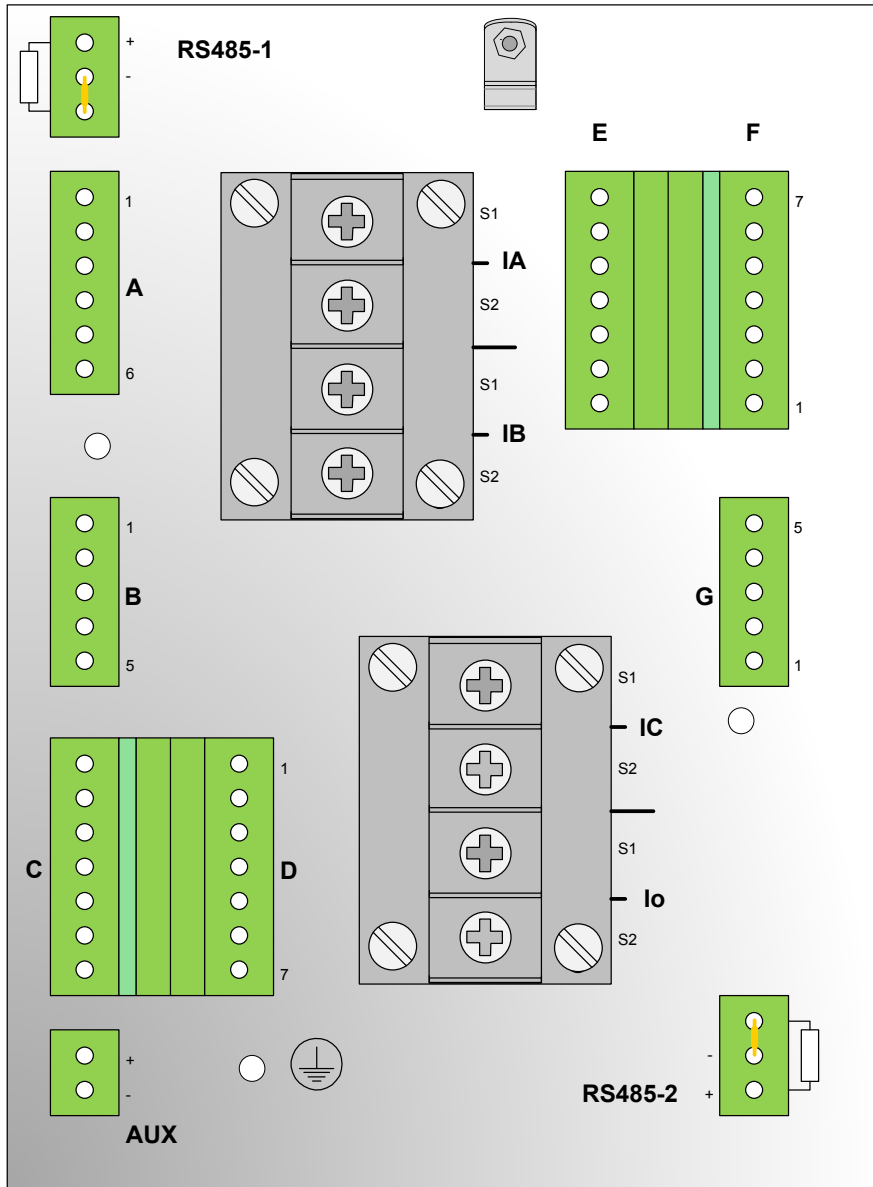 +
RS485-1
-
E F
1 7
S1
IA
A
S2
6 S1
1
IB
S2
1 5
B G
5 1
S1
IC
1 S2
S1
C D
Io
S2
7
+ -
RS485-2 +
-
AUX